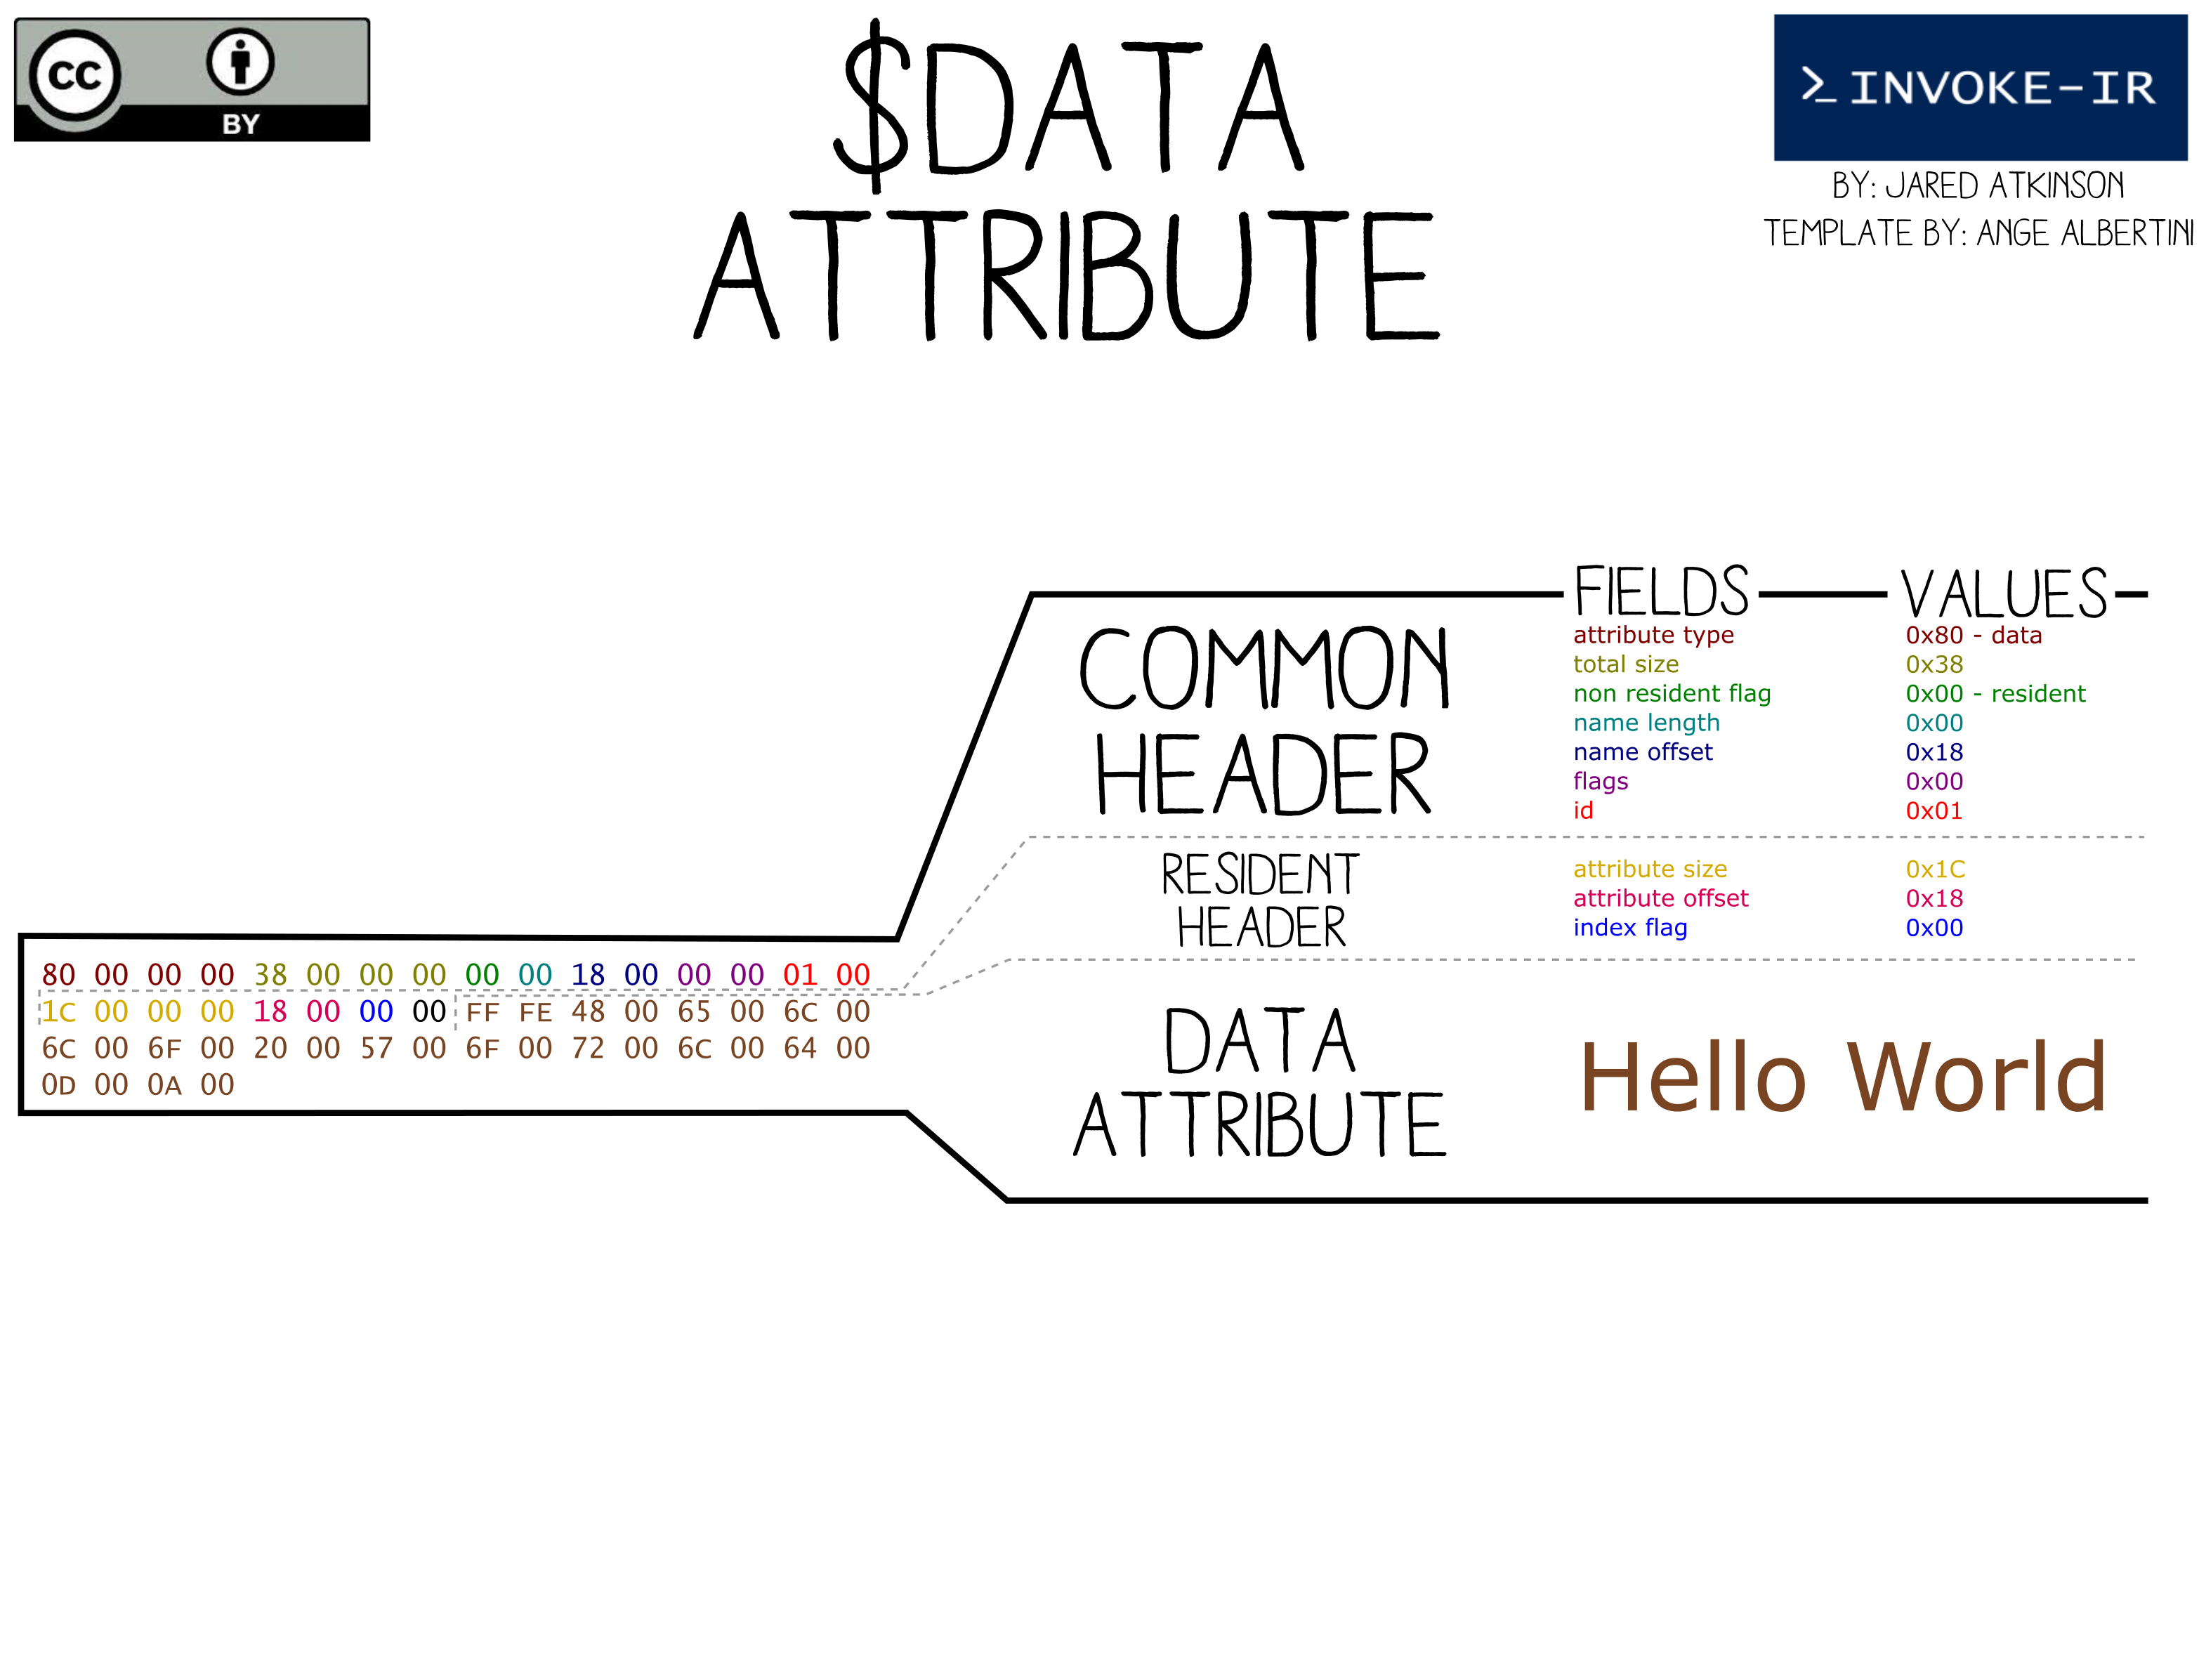 CC
BY
$DATA
ATTRIBUTE
>_ INVOKE-IR
BY: JARED ATKINSON
TEMPLATE BY: ANGE ALBERTINI
FIELDS VALUES
COMMON
HEADER
attribute type 0x80 - data
total size 0x38
non resident flag 0x00 - resident
name length 0x00
name offset 0x18
flags 0x00
id 0x01
RESIDENT
HEADER
attribute size 0x1C
attribute offset 0x18
index flag 0x00
80 00 00 00 38 00 00 00 00 00 18 00 00 00 01 00
1C 00 00 00 18 00 00 00 FF FE 48 00 65 00 6C 00
6C 00 6F 00 20 00 57 00 6F 00 72 00 6C 00 64 00
0D 00 0A 00
DATA
ATTRIBUTE
Hello World